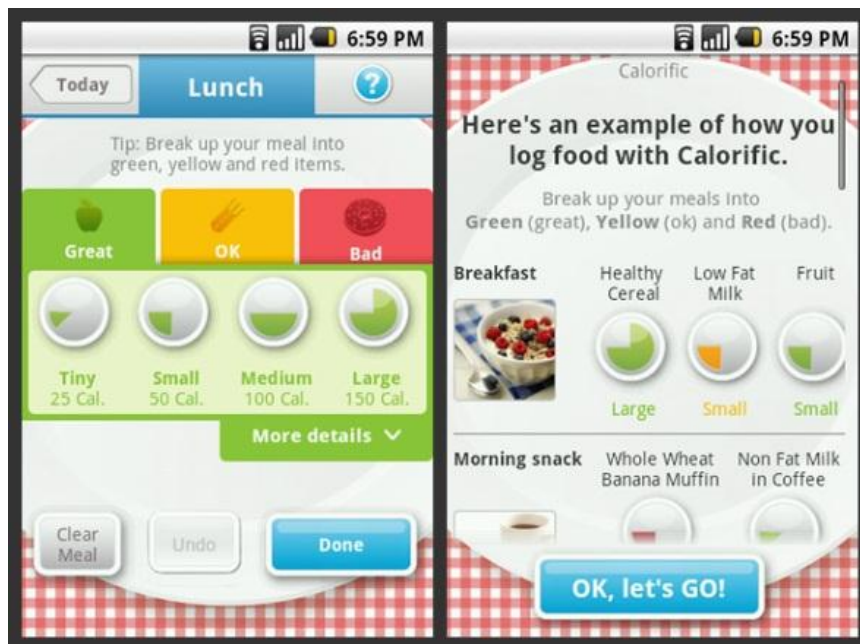 6:59 PM
Today
Lunch
?
Tip: Break up your meal into
green, yellow and red items.
Great
OK
Bad
Tiny
25 Cal.
Small
50 Cal.
Medium
100 Cal.
Large
150 Cal.
More details
Clear
Meal
Undo
Done
6:59 PM
Calorific
Here's an example of how you
log food with Calorific.
Break up your meals into
Green (great), Yellow (ok) and Red (bad).
Breakfast
Healthy
Cereal
Low Fat
Milk
Fruit
Large
Small
Small
Morning snack
Whole Wheat
Banana Muffin
Non Fat Milk
in Coffee
OK, let's GO!